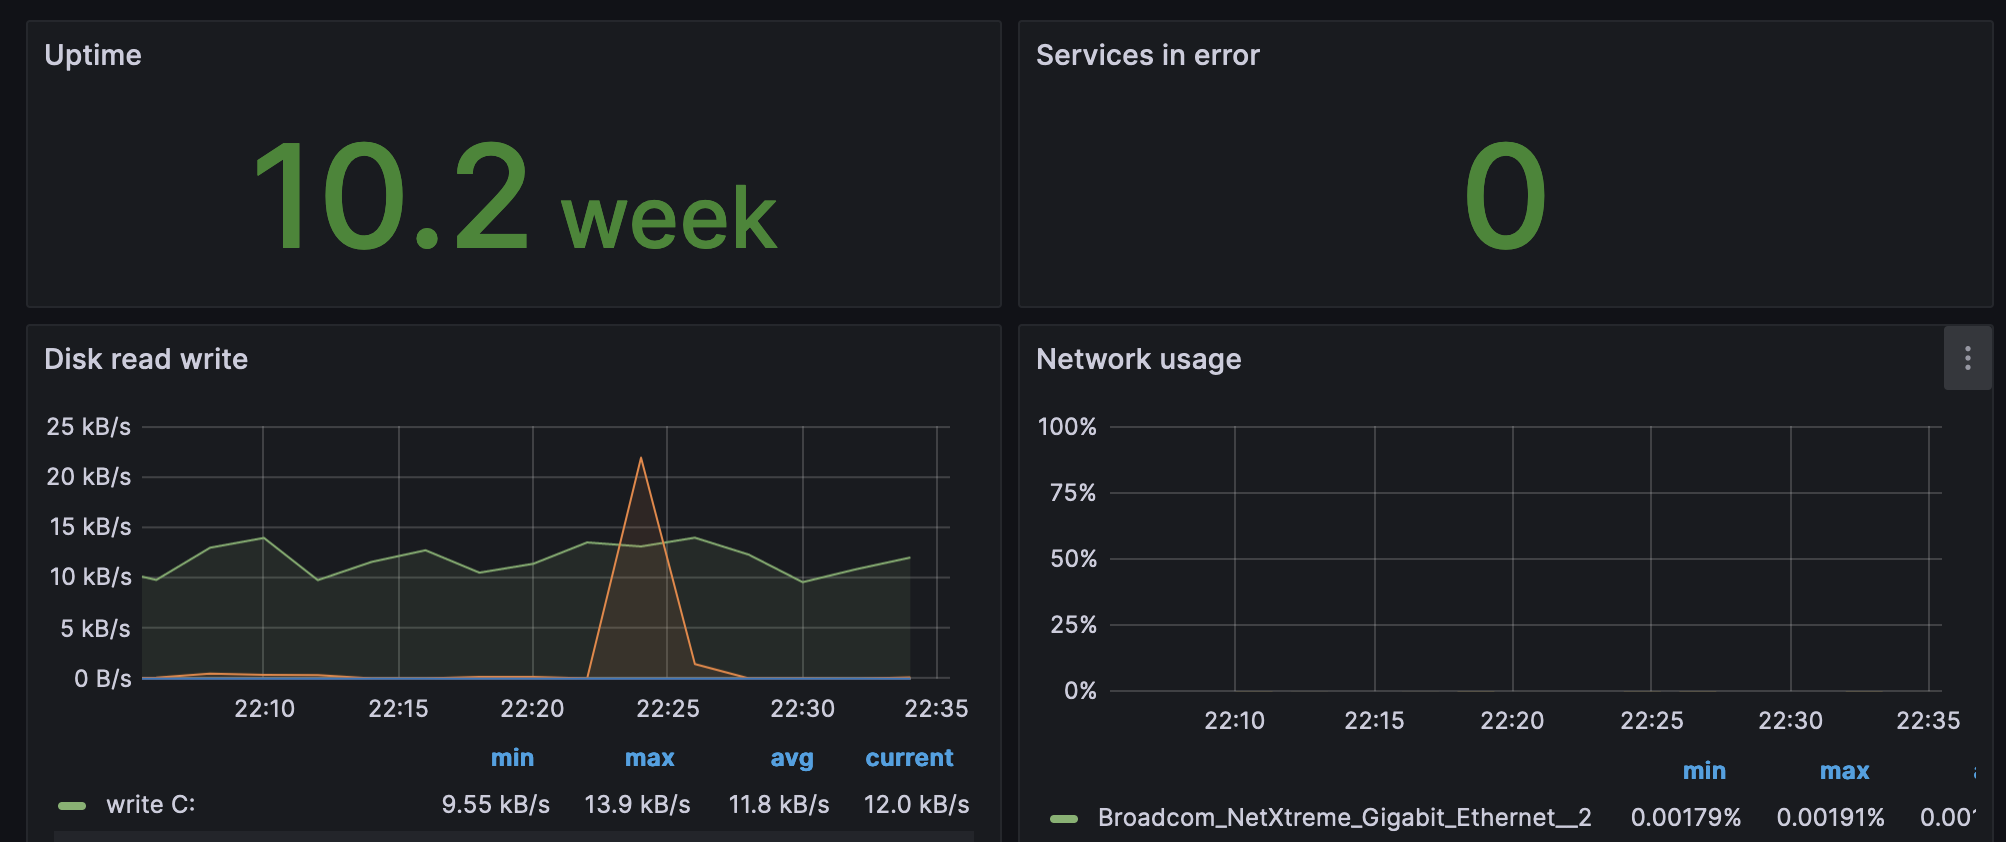 Uptime
10.2 week
Services in error
0
Disk read write
25 kB/s
20 kB/s
15 kB/s
10 kB/s
5 kB/s
0 B/s
22:10 22:15 22:20 22:25 22:30 22:35
min max avg current
write C: 9.55 kB/s 13.9 kB/s 11.8 kB/s 12.0 kB/s
Network usage
100%
75%
50%
25%
0%
22:10 22:15 22:20 22:25 22:30 22:35
min max
Broadcom_NetXtreme_Gigabit_Ethernet__2 0.00179% 0.00191%